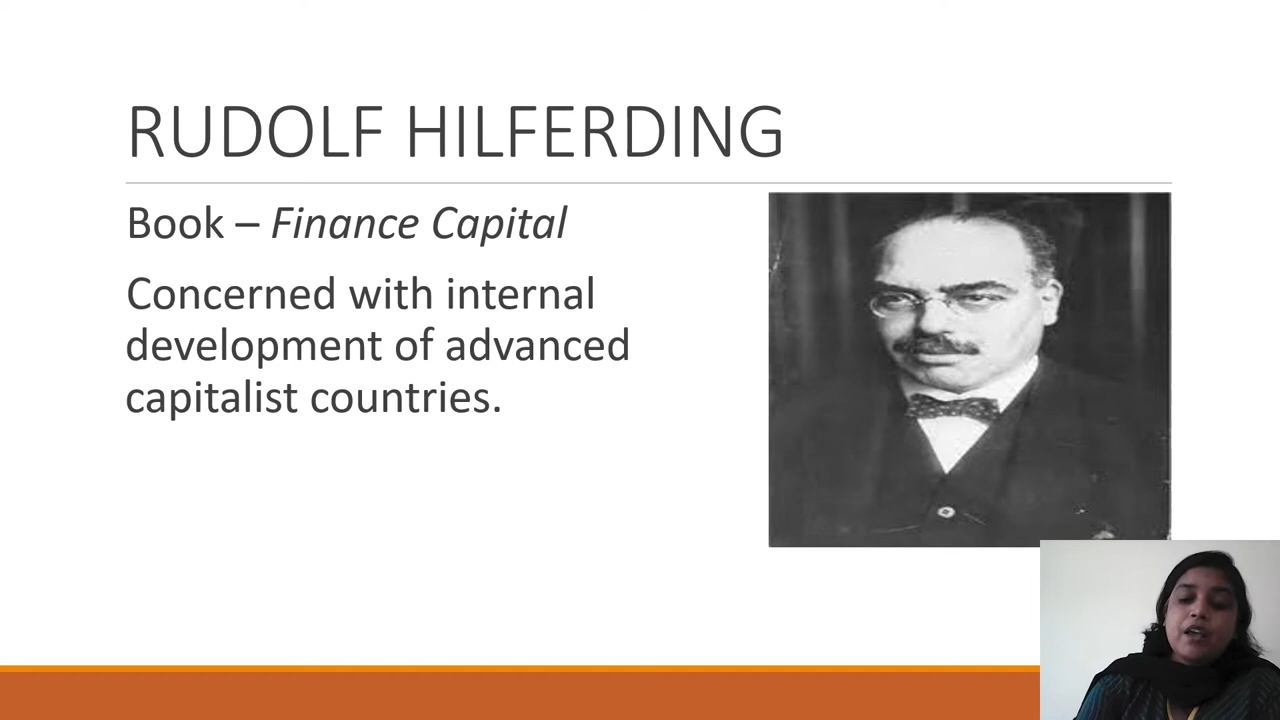 RUDOLF HILFERDING
Book – Finance Capital
Concerned with internal
development of advanced
capitalist countries.